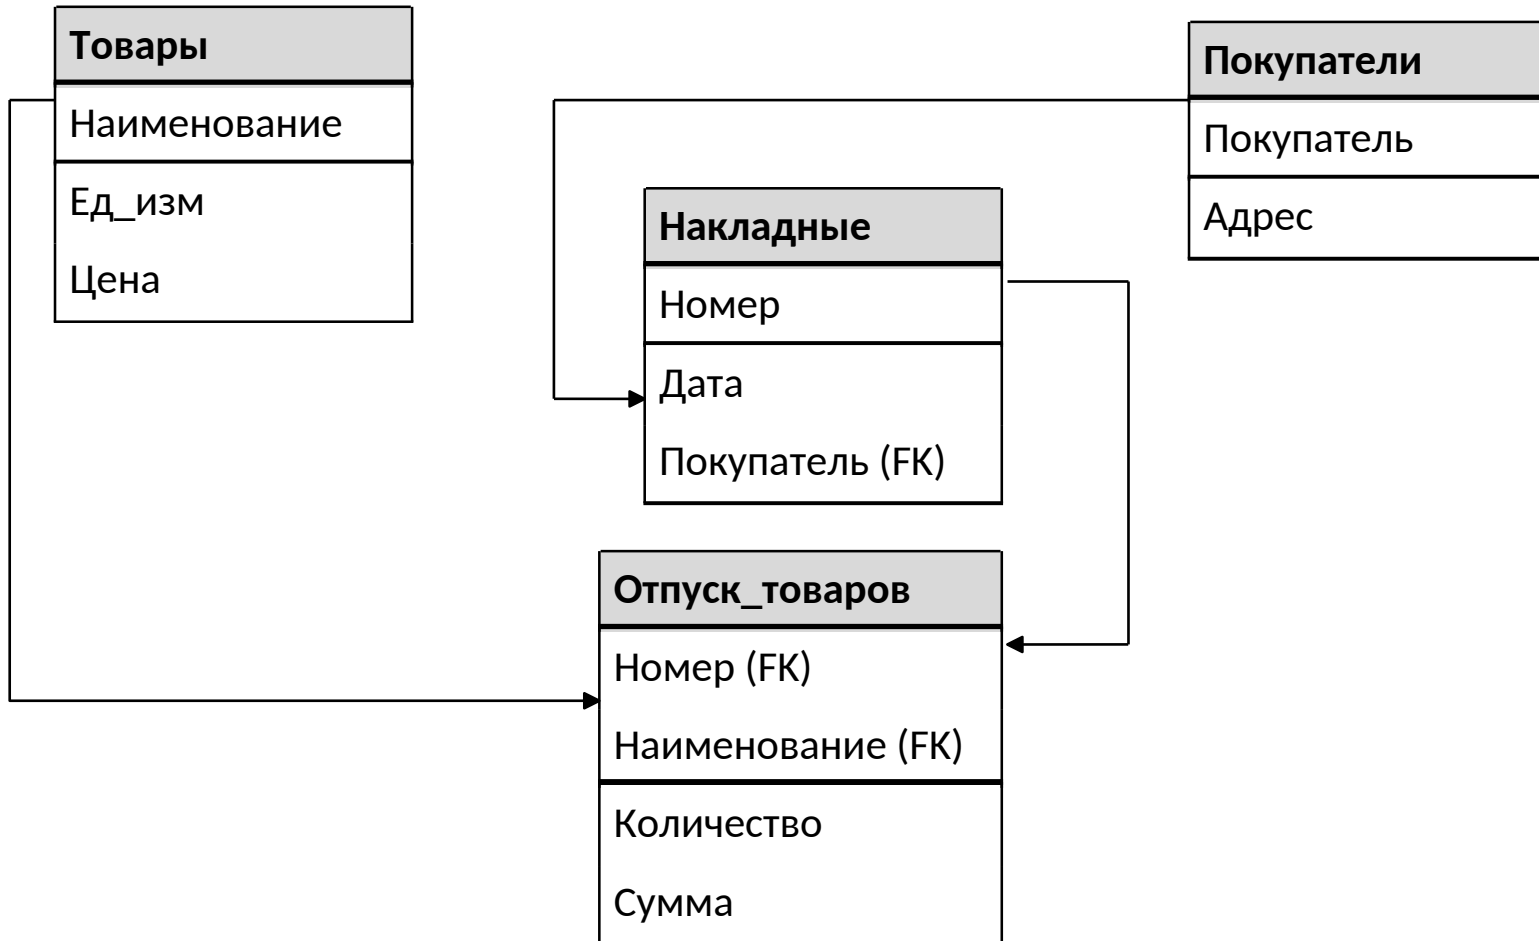 Товары
Наименование
Ед_изм
Цена
Покупатели
Покупатель
Адрес
Накладные
Номер
Дата
Покупатель (FK)
Отпуск_товаров
Номер (FK)
Наименование (FK)
Количество
Сумма